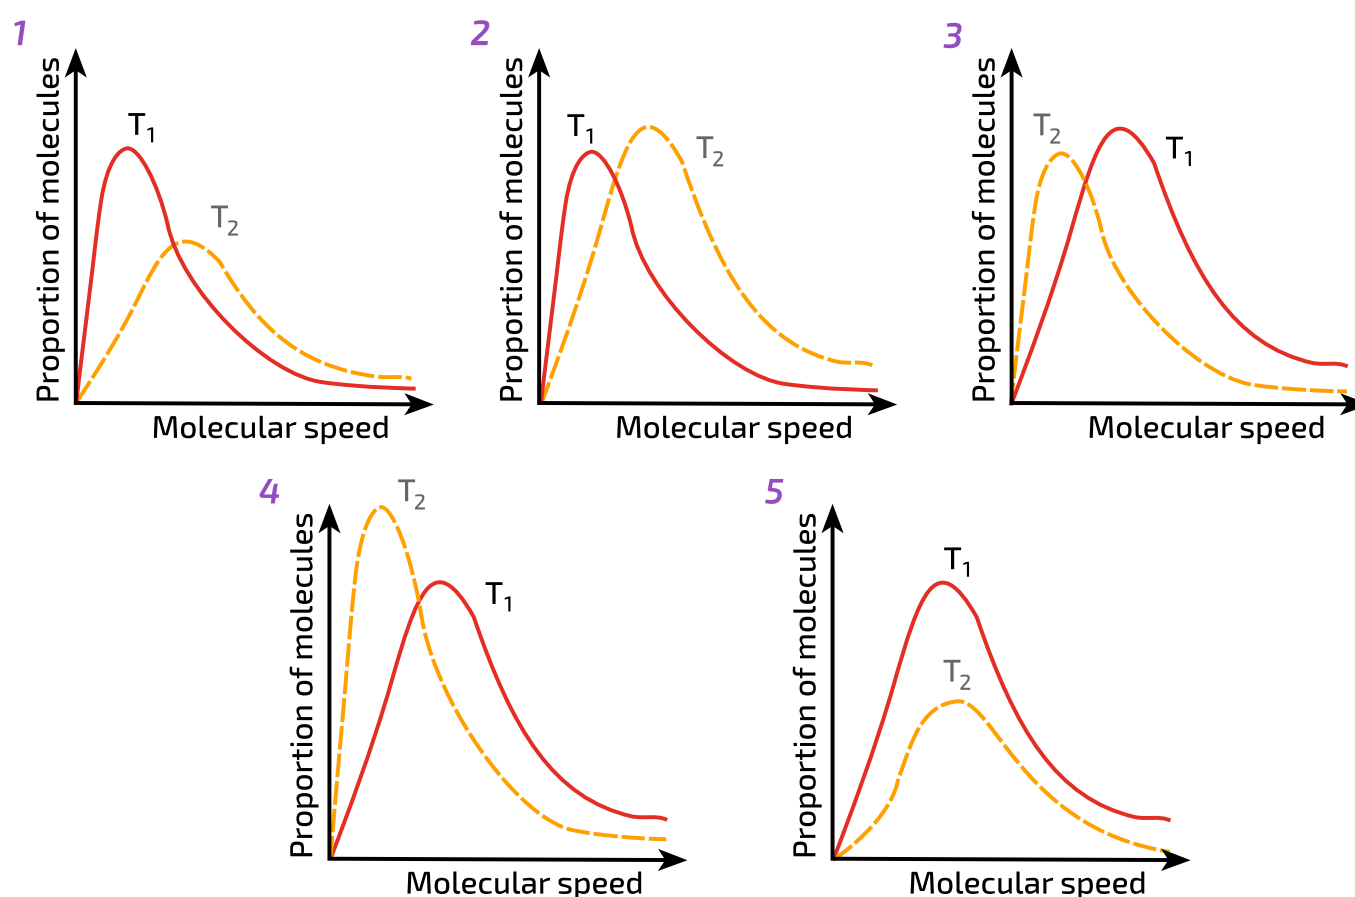 1
Proportion of molecules
T₁
T₂
Molecular speed
2
Proportion of molecules
T₁
T₂
Molecular speed
3
Proportion of molecules
T₂
T₁
Molecular speed
4
Proportion of molecules
T₂
T₁
Molecular speed
5
Proportion of molecules
T₁
T₂
Molecular speed